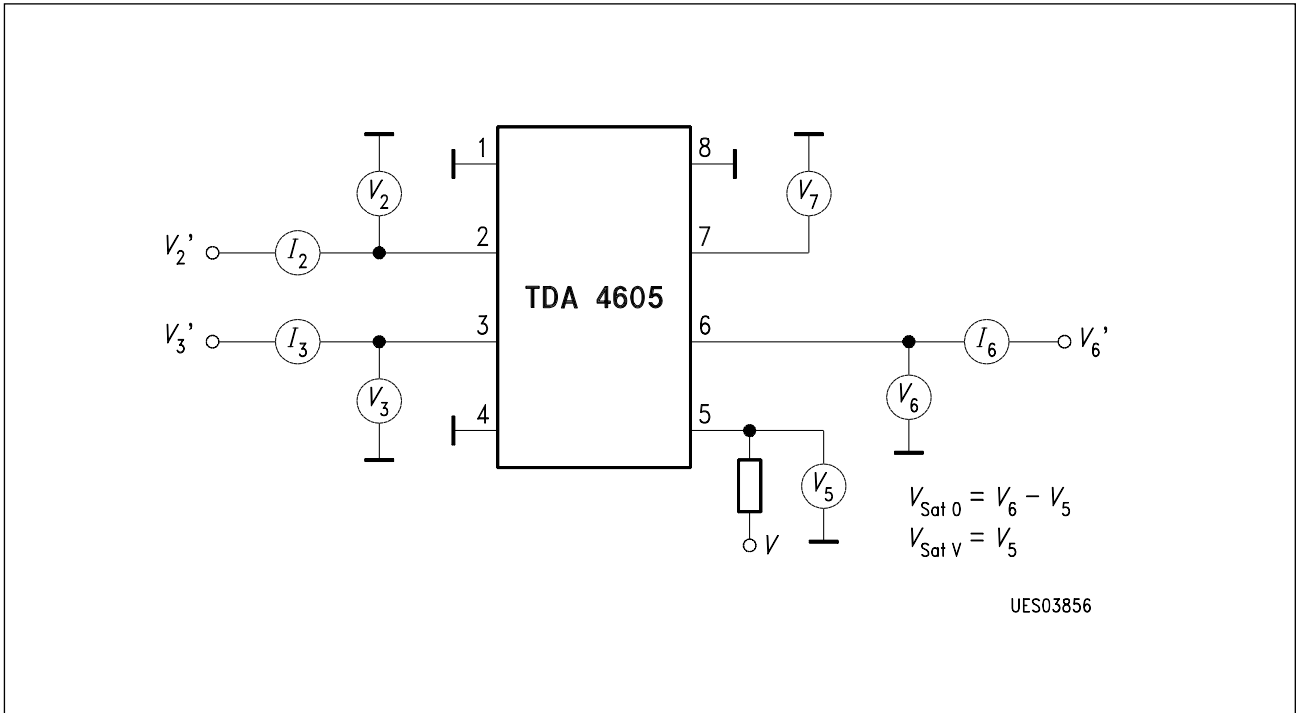 1
8
V2
V7
V2'
I2
2
7
TDA 4605
V3'
I3
3
6
I6
V6'
V3
V6
4
5
V5
V
VSat 0 = V6 – V5
VSat V = V5
UES03856